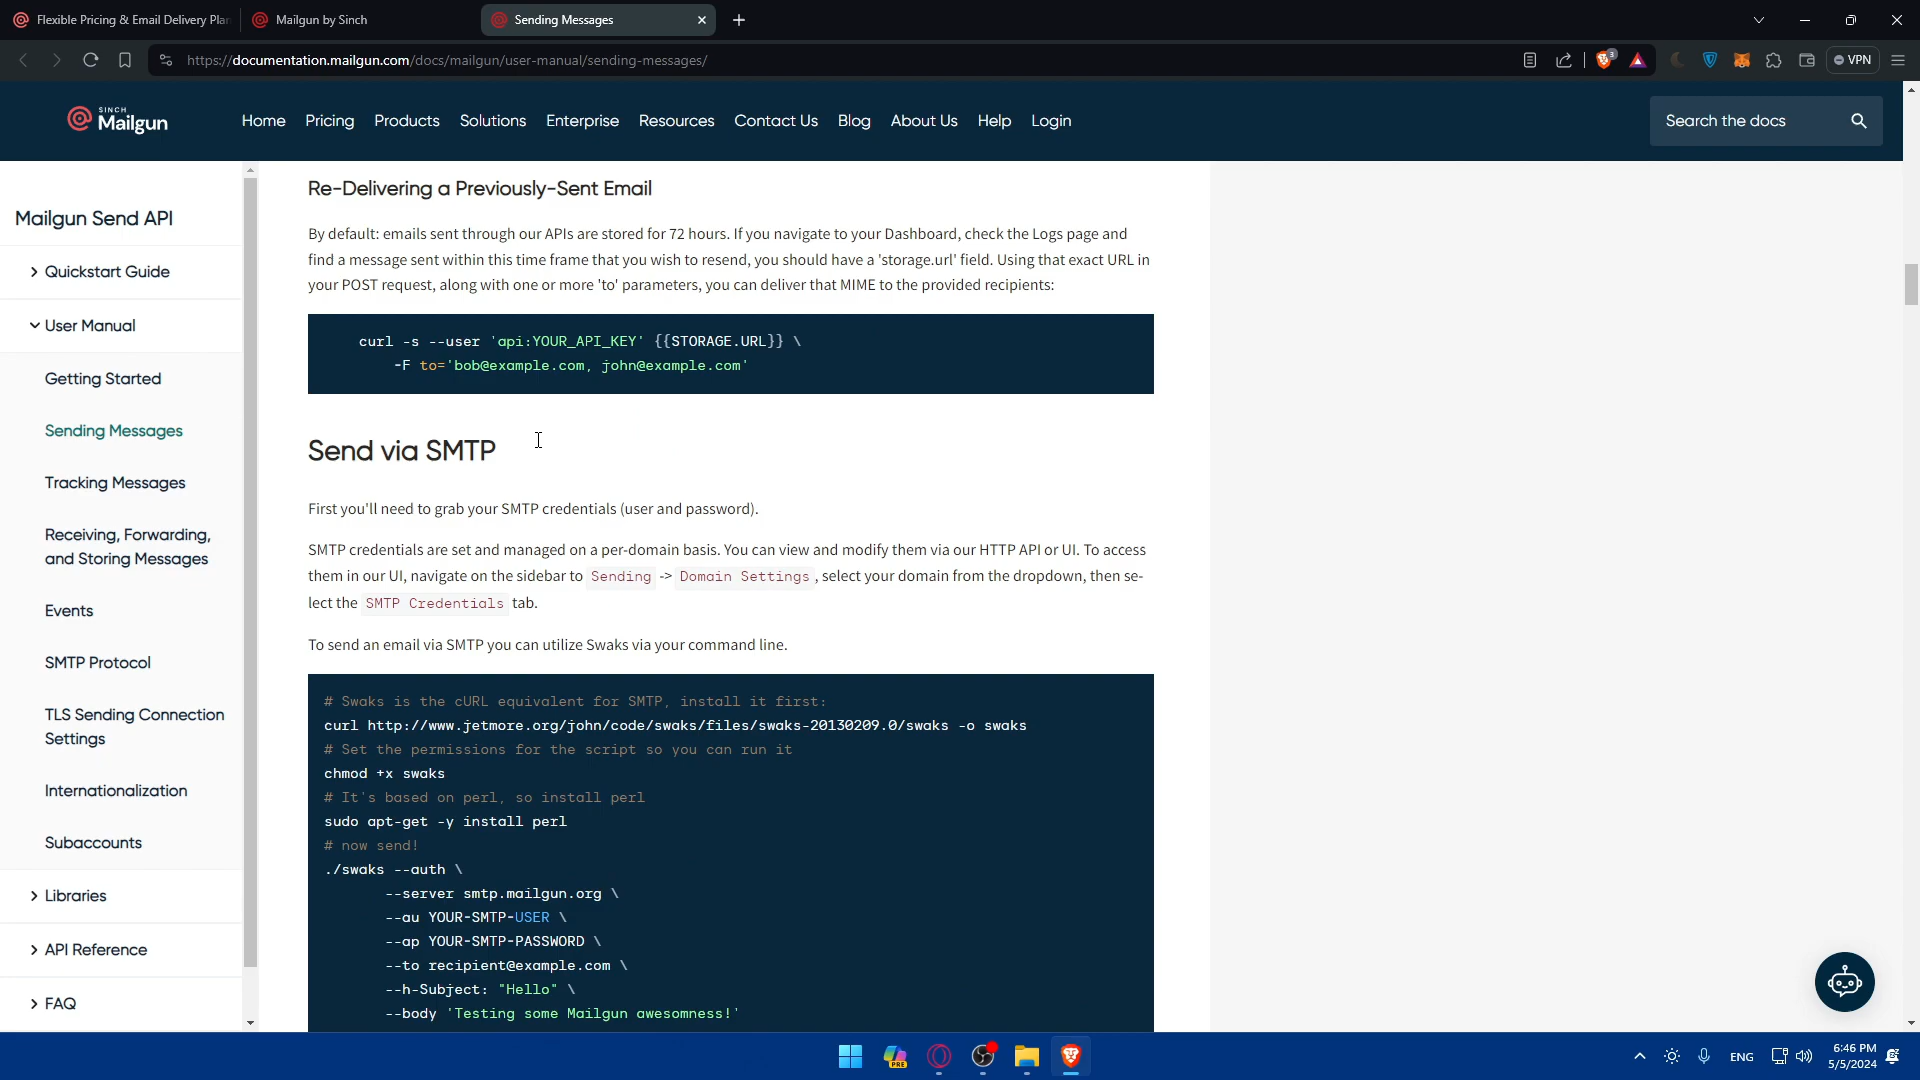 Flexible Pricing & Email Delivery Plan
Mailgun by Sinch
Sending Messages
https://documentation.mailgun.com/docs/mailgun/user-manual/sending-messages/
3
VPN
SINCH
Mailgun
Home
Pricing
Products
Solutions
Enterprise
Resources
Contact Us
Blog
About Us
Help
Login
Search the docs
Mailgun Send API
Quickstart Guide
User Manual
Getting Started
Sending Messages
Tracking Messages
Receiving, Forwarding,
and Storing Messages
Events
SMTP Protocol
TLS Sending Connection
Settings
Internationalization
Subaccounts
Libraries
API Reference
FAQ
Re-Delivering a Previously-Sent Email
By default: emails sent through our APIs are stored for 72 hours. If you navigate to your Dashboard, check the Logs page and
find a message sent within this time frame that you wish to resend, you should have a 'storage.url' field. Using that exact URL in
your POST request, along with one or more 'to' parameters, you can deliver that MIME to the provided recipients:
curl -s --user 'api:YOUR_API_KEY' {{STORAGE.URL}} \
-F to='bob@example.com, john@example.com'
Send via SMTP
First you'll need to grab your SMTP credentials (user and password).
SMTP credentials are set and managed on a per-domain basis. You can view and modify them via our HTTP API or UI. To access
them in our UI, navigate on the sidebar to Sending -> Domain Settings, select your domain from the dropdown, then se-
lect the SMTP Credentials tab.
To send an email via SMTP you can utilize Swaks via your command line.
# Swaks is the cURL equivalent for SMTP, install it first:
curl http://www.jetmore.org/john/code/swaks/files/swaks-20130209.0/swaks -o swaks
# Set the permissions for the script so you can run it
chmod +x swaks
# It's based on perl, so install perl
sudo apt-get -y install perl
# now send!
./swaks --auth \
--server smtp.mailgun.org \
--au YOUR-SMTP-USER \
--ap YOUR-SMTP-PASSWORD \
--to recipient@example.com \
--h-Subject: "Hello" \
--body 'Testing some Mailgun awesomness!'
PRE
ENG
6:46 PM
5/5/2024